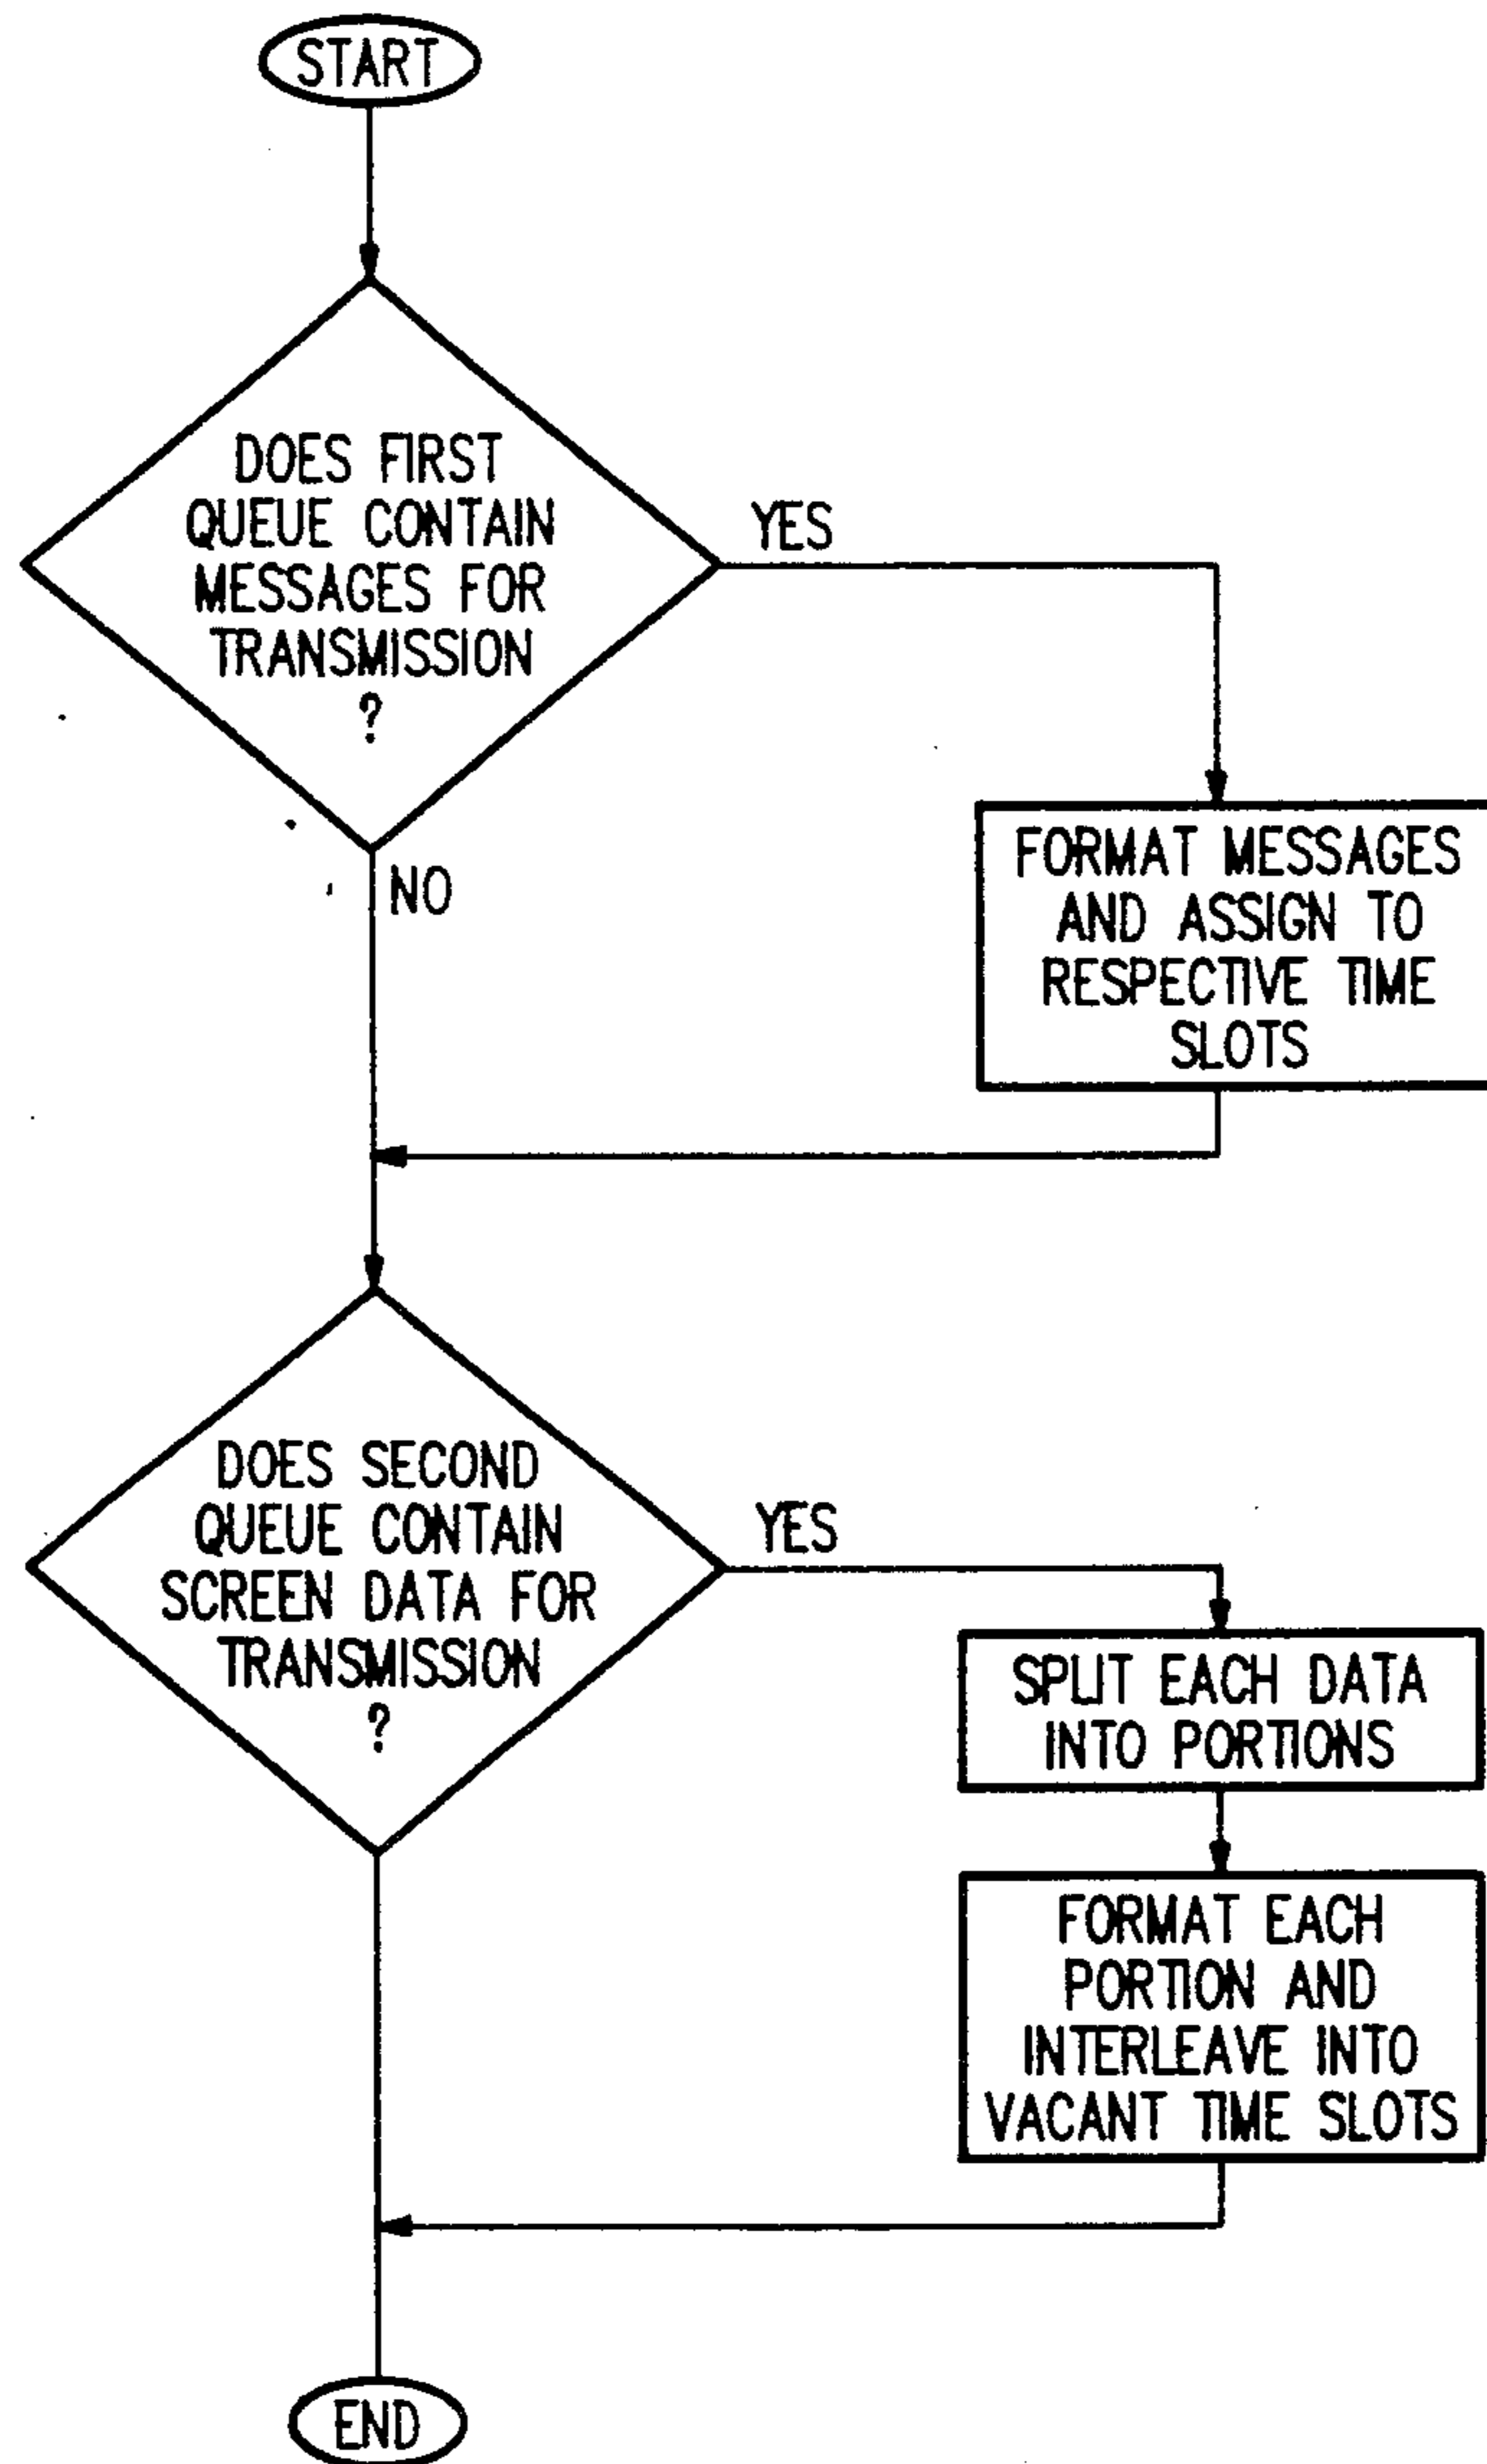 START
DOES FIRST
QUEUE CONTAIN
MESSAGES FOR
TRANSMISSION
?
YES
NO
FORMAT MESSAGES
AND ASSIGN TO
RESPECTIVE TIME
SLOTS
DOES SECOND
QUEUE CONTAIN
SCREEN DATA FOR
TRANSMISSION
?
YES
SPLIT EACH DATA
INTO PORTIONS
FORMAT EACH
PORTION AND
INTERLEAVE INTO
VACANT TIME SLOTS
END